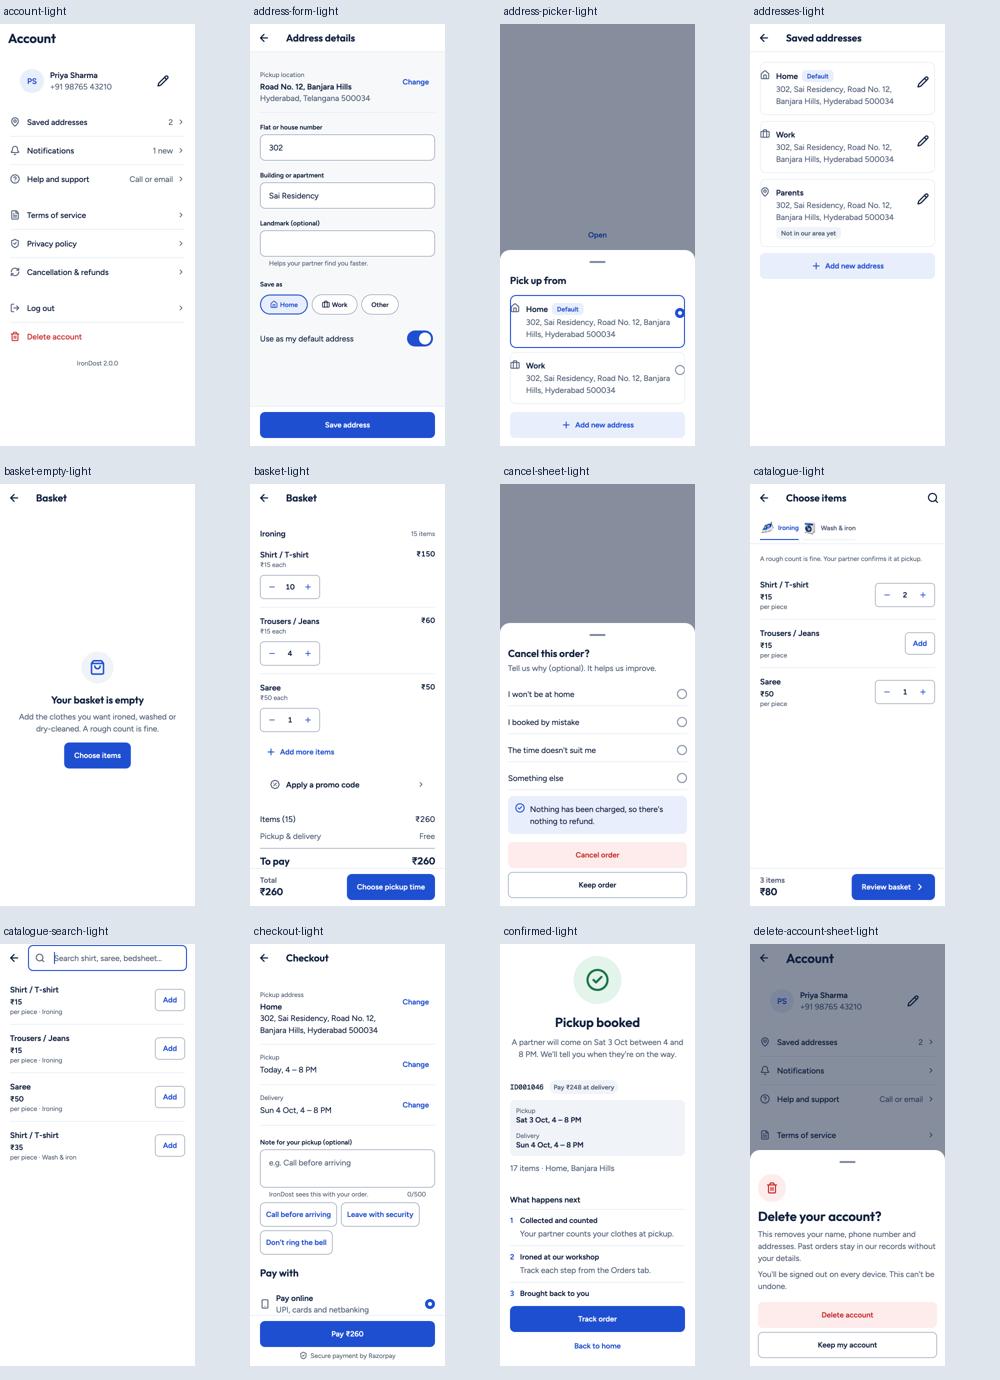 account-light
Account
PS
Priya Sharma
+91 98765 43210
Saved addresses
2
Notifications
1 new
Help and support
Call or email
Terms of service
Privacy policy
Cancellation & refunds
Log out
Delete account
IronDost 2.0.0
address-form-light
Address details
Pickup location
Road No. 12, Banjara Hills
Hyderabad, Telangana 500034
Change
Flat or house number
302
Building or apartment
Sai Residency
Landmark (optional)
Helps your partner find you faster.
Save as
Home
Work
Other
Use as my default address
Save address
address-picker-light
Open
Pick up from
Home
Default
302, Sai Residency, Road No. 12, Banjara
Hills, Hyderabad 500034
Work
302, Sai Residency, Road No. 12, Banjara
Hills, Hyderabad 500034
+ Add new address
addresses-light
Saved addresses
Home
Default
302, Sai Residency, Road No. 12,
Banjara Hills, Hyderabad 500034
Work
302, Sai Residency, Road No. 12,
Banjara Hills, Hyderabad 500034
Parents
302, Sai Residency, Road No. 12,
Banjara Hills, Hyderabad 500034
Not in our area yet
+ Add new address
basket-empty-light
Basket
Your basket is empty
Add the clothes you want ironed, washed or
dry-cleaned. A rough count is fine.
Choose items
basket-light
Basket
Ironing
15 items
Shirt / T-shirt
₹150
₹15 each
− 10 +
Trousers / Jeans
₹60
₹15 each
− 4 +
Saree
₹50
₹50 each
− 1 +
+ Add more items
Apply a promo code
Items (15)
₹260
Pickup & delivery
Free
To pay
₹260
Total
₹260
Choose pickup time
cancel-sheet-light
Cancel this order?
Tell us why (optional). It helps us improve.
I won't be at home
I booked by mistake
The time doesn't suit me
Something else
Nothing has been charged, so there's
nothing to refund.
Cancel order
Keep order
catalogue-light
Choose items
Ironing
Wash & iron
A rough count is fine. Your partner confirms it at pickup.
Shirt / T-shirt
₹15
per piece
− 2 +
Trousers / Jeans
₹15
per piece
Add
Saree
₹50
per piece
− 1 +
3 items
₹80
Review basket
catalogue-search-light
Search shirt, saree, bedsheet...
Shirt / T-shirt
₹15
per piece · Ironing
Add
Trousers / Jeans
₹15
per piece · Ironing
Add
Saree
₹50
per piece · Ironing
Add
Shirt / T-shirt
₹35
per piece · Wash & iron
Add
checkout-light
Checkout
Pickup address
Home
302, Sai Residency, Road No. 12,
Banjara Hills, Hyderabad 500034
Change
Pickup
Today, 4 – 8 PM
Change
Delivery
Sun 4 Oct, 4 – 8 PM
Change
Note for your pickup (optional)
e.g. Call before arriving
IronDost sees this with your order.
0/500
Call before arriving
Leave with security
Don't ring the bell
Pay with
Pay online
UPI, cards and netbanking
Pay ₹260
Secure payment by Razorpay
confirmed-light
Pickup booked
A partner will come on Sat 3 Oct between 4 and
8 PM. We'll tell you when they're on the way.
ID001046
Pay ₹248 at delivery
Pickup
Sat 3 Oct, 4 – 8 PM
Delivery
Sun 4 Oct, 4 – 8 PM
17 items · Home, Banjara Hills
What happens next
1 Collected and counted
Your partner counts your clothes at pickup.
2 Ironed at our workshop
Track each step from the Orders tab.
3 Brought back to you
Track order
Back to home
delete-account-sheet-light
Account
PS
Priya Sharma
+91 98765 43210
Saved addresses
2
Notifications
Help and support
Call or email
Terms of service
Delete your account?
This removes your name, phone number and
addresses. Past orders stay in our records without
your details.
You'll be signed out on every device. This can't be
undone.
Delete account
Keep my account